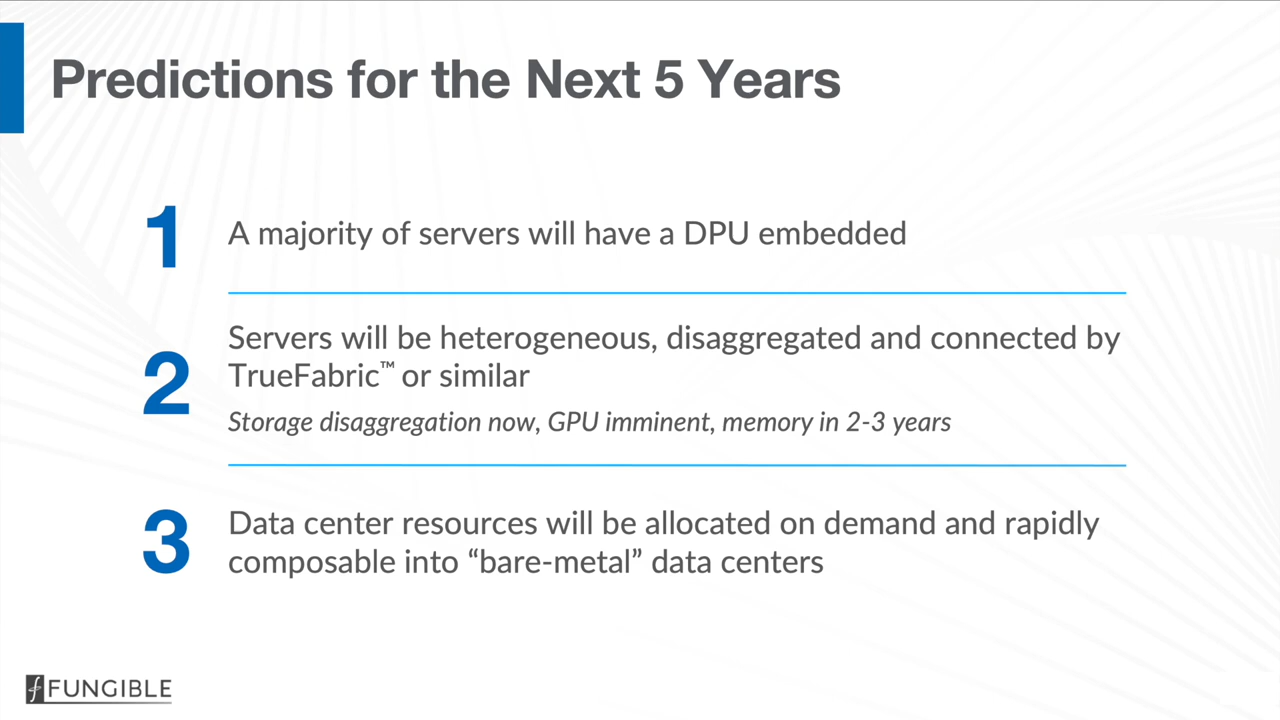 Predictions for the Next 5 Years
1
A majority of servers will have a DPU embedded
2
Servers will be heterogeneous, disaggregated and connected by
TrueFabric™ or similar
Storage disaggregation now, GPU imminent, memory in 2-3 years
3
Data center resources will be allocated on demand and rapidly
composable into “bare-metal” data centers
f FUNGIBLE